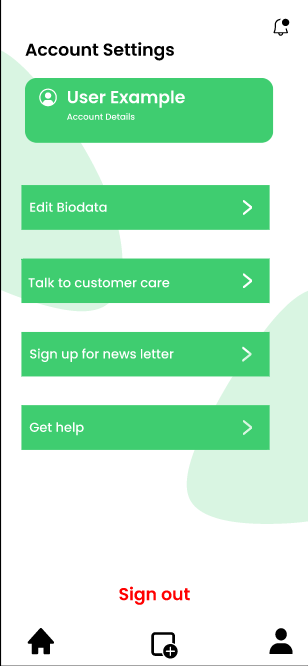 Account Settings
User Example
Account Details
Edit Biodata
Talk to customer care
Sign up for news letter
Get help
Sign out